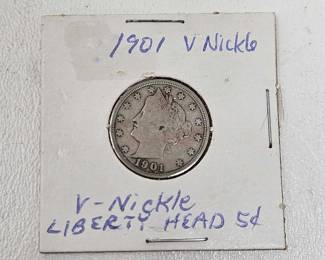 1901 V Nickle
1901
V-Nickle
LIBERTY HEAD 5¢